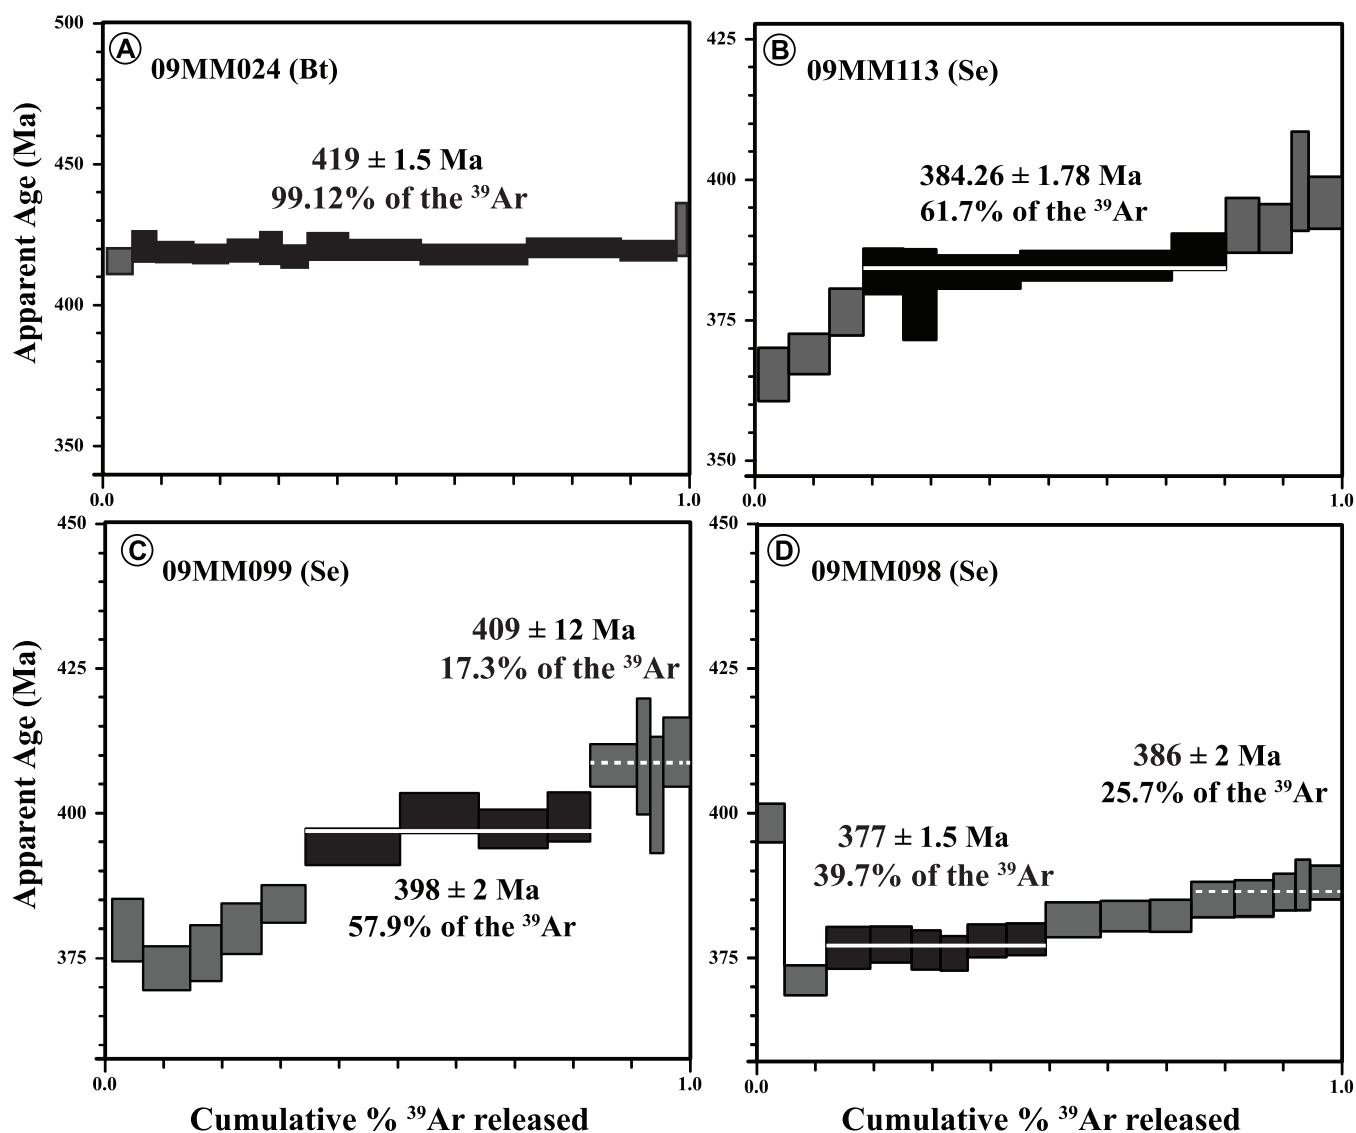 A
09MM024 (Bt)
419 ± 1.5 Ma
99.12% of the ³⁹Ar
500
450
400
350
0.0
1.0
Apparent Age (Ma)
B
09MM113 (Se)
384.26 ± 1.78 Ma
61.7% of the ³⁹Ar
425
400
375
350
0.0
1.0
C
09MM099 (Se)
409 ± 12 Ma
17.3% of the ³⁹Ar
398 ± 2 Ma
57.9% of the ³⁹Ar
450
425
400
375
0.0
1.0
Apparent Age (Ma)
Cumulative % ³⁹Ar released
D
09MM098 (Se)
386 ± 2 Ma
25.7% of the ³⁹Ar
377 ± 1.5 Ma
39.7% of the ³⁹Ar
450
425
400
375
0.0
1.0
Cumulative % ³⁹Ar released